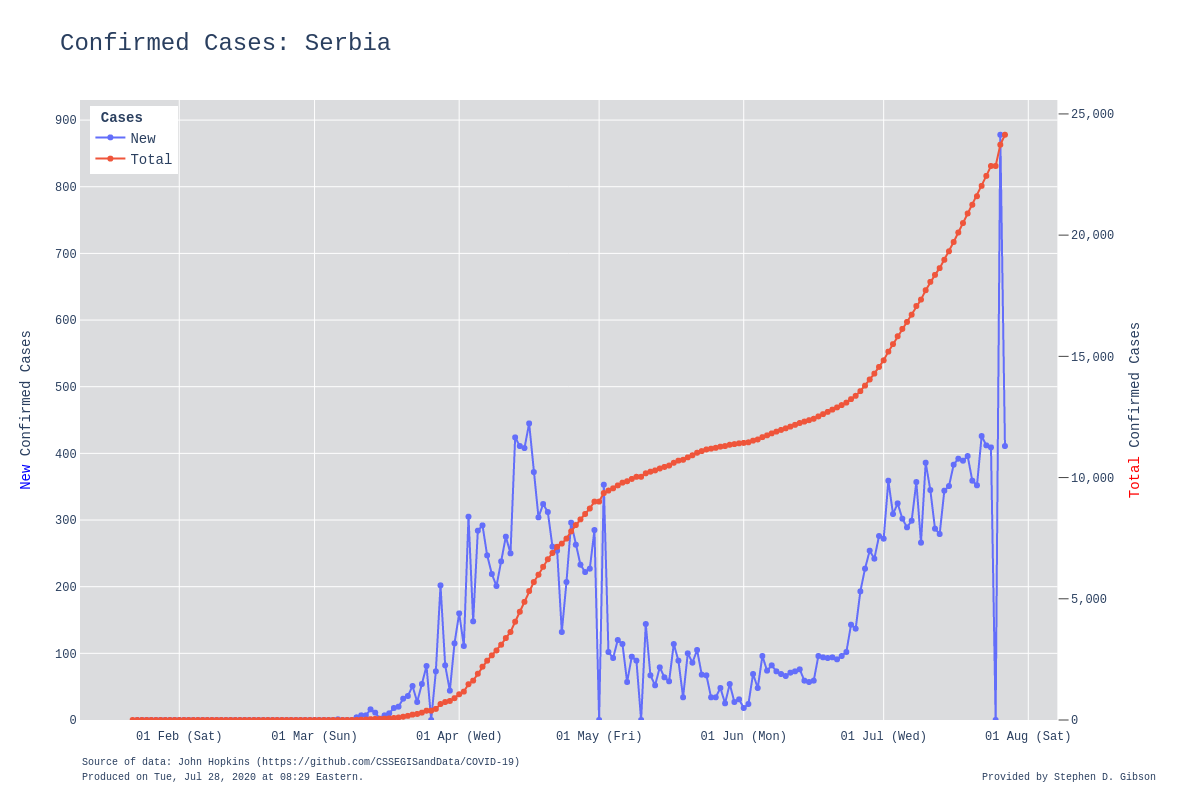 Confirmed Cases: Serbia
Cases
New
Total
900
800
700
600
500
400
300
200
100
0
New Confirmed Cases
25,000
20,000
15,000
10,000
5,000
0
Total Confirmed Cases
01 Feb (Sat)
01 Mar (Sun)
01 Apr (Wed)
01 May (Fri)
01 Jun (Mon)
01 Jul (Wed)
01 Aug (Sat)
Source of data: John Hopkins (https://github.com/CSSEGISandData/COVID-19)
Produced on Tue, Jul 28, 2020 at 08:29 Eastern.
Provided by Stephen D. Gibson